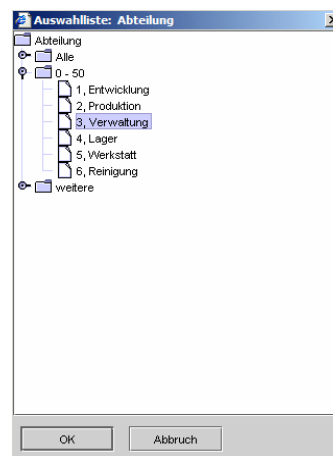 Auswahlliste: Abteilung
Abteilung
Alle
0 - 50
1, Entwicklung
2, Produktion
3, Verwaltung
4, Lager
5, Werkstatt
6, Reinigung
weitere
OK
Abbruch